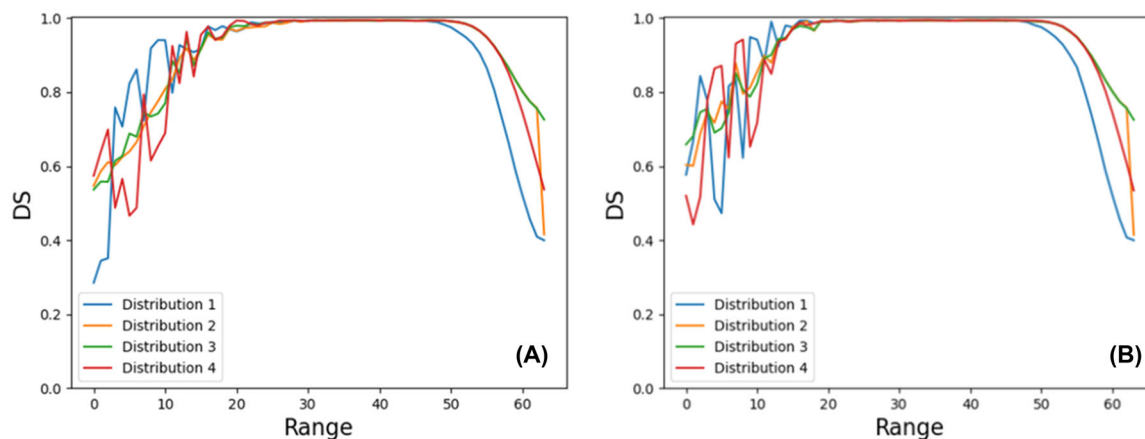 1.0
0.8
0.6
0.4
0.2
0.0
DS
0 10 20 30 40 50 60
Range
Distribution 1
Distribution 2
Distribution 3
Distribution 4
(A)
1.0
0.8
0.6
0.4
0.2
0.0
DS
0 10 20 30 40 50 60
Range
Distribution 1
Distribution 2
Distribution 3
Distribution 4
(B)